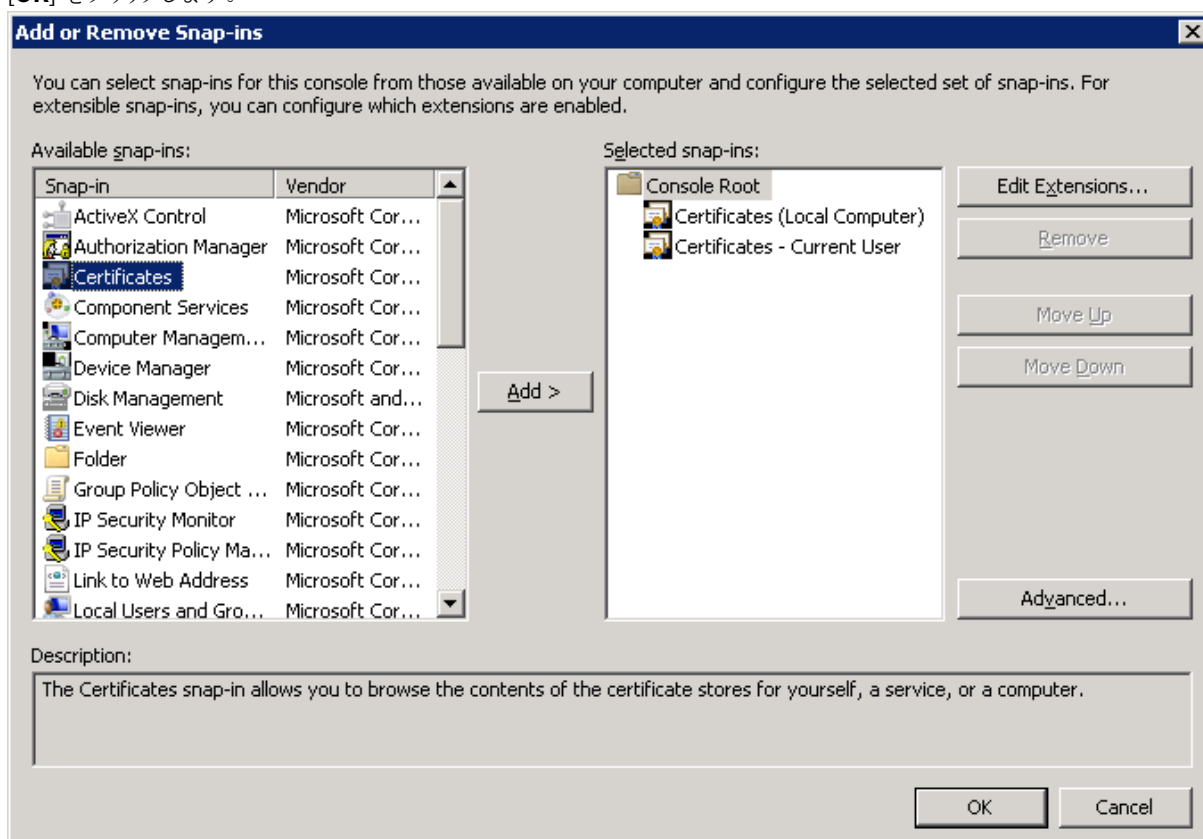 [OK] をクリックします。
Add or Remove Snap-ins
You can select snap-ins for this console from those available on your computer and configure the selected set of snap-ins. For
extensible snap-ins, you can configure which extensions are enabled.
Available snap-ins:
Snap-in Vendor
ActiveX Control Microsoft Cor...
Authorization Manager Microsoft Cor...
Certificates Microsoft Cor...
Component Services Microsoft Cor...
Computer Managem... Microsoft Cor...
Device Manager Microsoft Cor...
Disk Management Microsoft and...
Event Viewer Microsoft Cor...
Folder Microsoft Cor...
Group Policy Object ... Microsoft Cor...
IP Security Monitor Microsoft Cor...
IP Security Policy Ma... Microsoft Cor...
Link to Web Address Microsoft Cor...
Local Users and Gro... Microsoft Cor...
Add >
Selected snap-ins:
Console Root
Certificates (Local Computer)
Certificates - Current User
Edit Extensions...
Remove
Move Up
Move Down
Advanced...
Description:
The Certificates snap-in allows you to browse the contents of the certificate stores for yourself, a service, or a computer.
OK Cancel